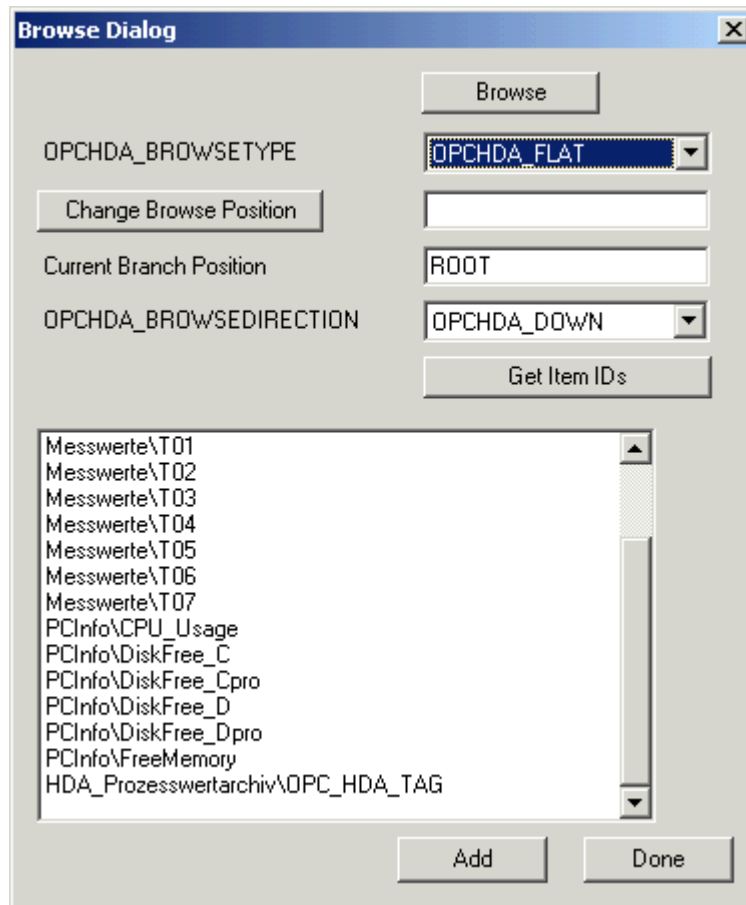 Browse Dialog
Browse
OPCHDA_BROWSETYPE OPCHDA_FLAT
Change Browse Position
Current Branch Position ROOT
OPCHDA_BROWSEDIRECTION OPCHDA_DOWN
Get Item IDs
Messwerte\T01
Messwerte\T02
Messwerte\T03
Messwerte\T04
Messwerte\T05
Messwerte\T06
Messwerte\T07
PCInfo\CPU_Usage
PCInfo\DiskFree_C
PCInfo\DiskFree_Cpro
PCInfo\DiskFree_D
PCInfo\DiskFree_Dpro
PCInfo\FreeMemory
HDA_Prozesswertarchiv\OPC_HDA_TAG
Add Done